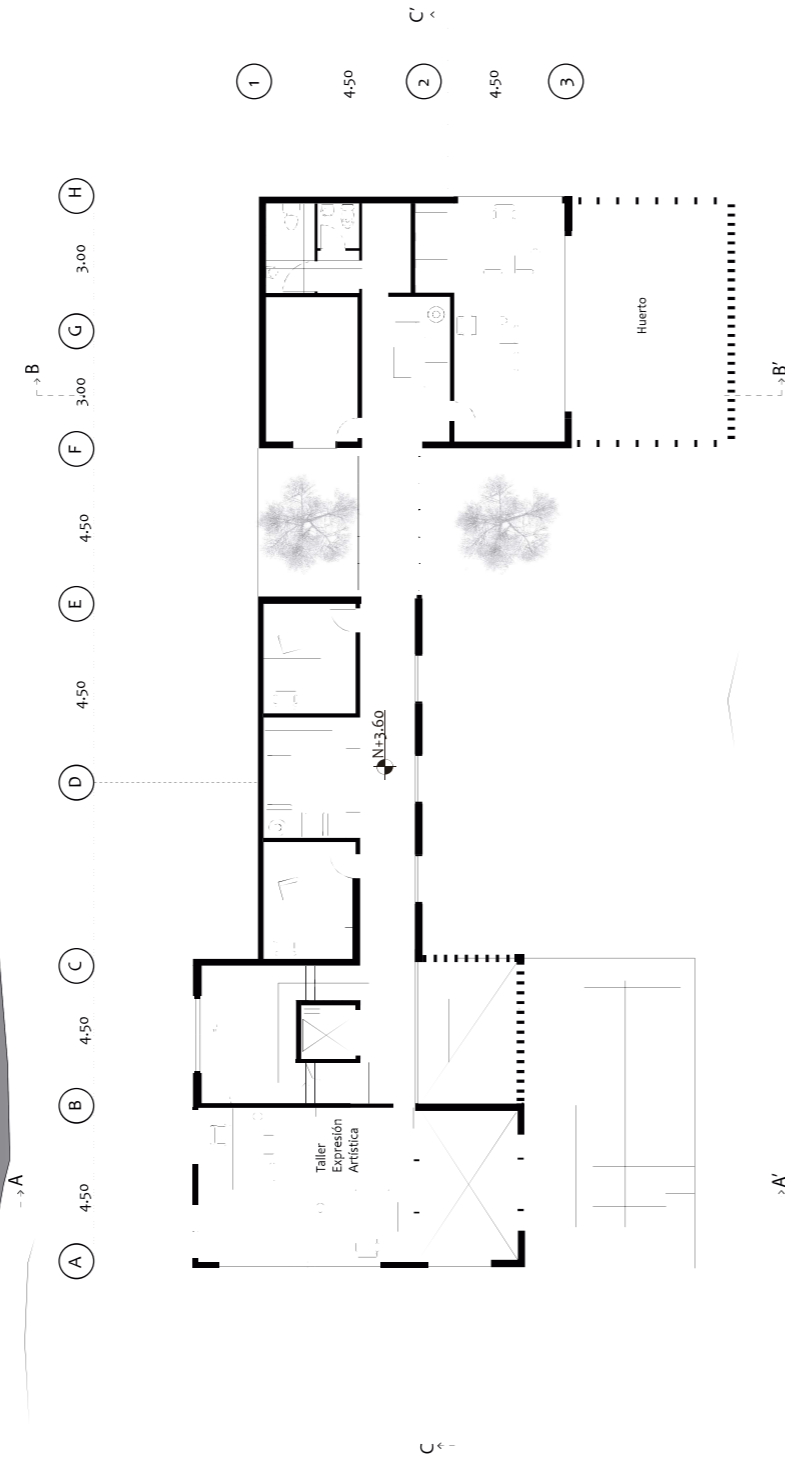 C'
1
4.50
2
4.50
3
H
3.00
G
3.00
F
4.50
E
4.50
D
C
4.50
B
4.50
A
B
B'
Huerto
N+3.60
Taller
Expresión
Artística
A
A'
C